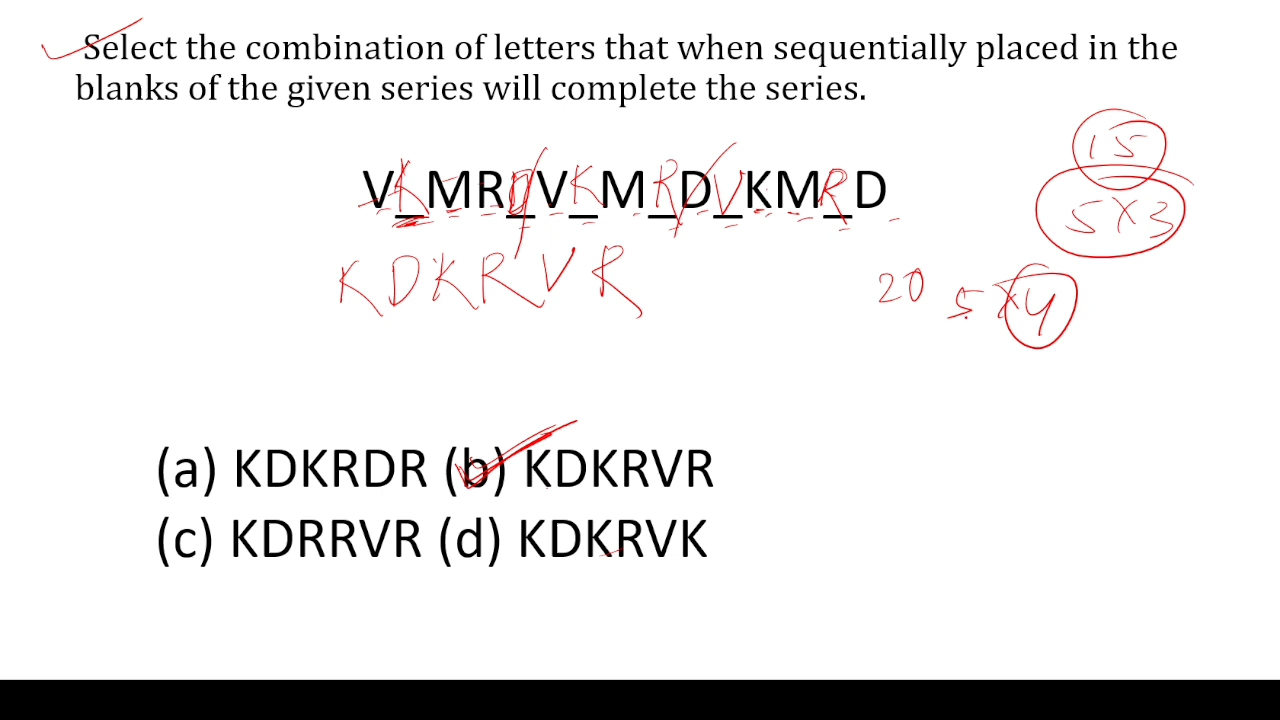 Select the combination of letters that when sequentially placed in the
blanks of the given series will complete the series.
15
V_MR_V_M_D_KM_D
K D K R V K R V R
5 X 3
K D K R V R
20 5 X 4
(a) KDKRDR (b) KDKRVR
(c) KDRRVR (d) KDKRVK